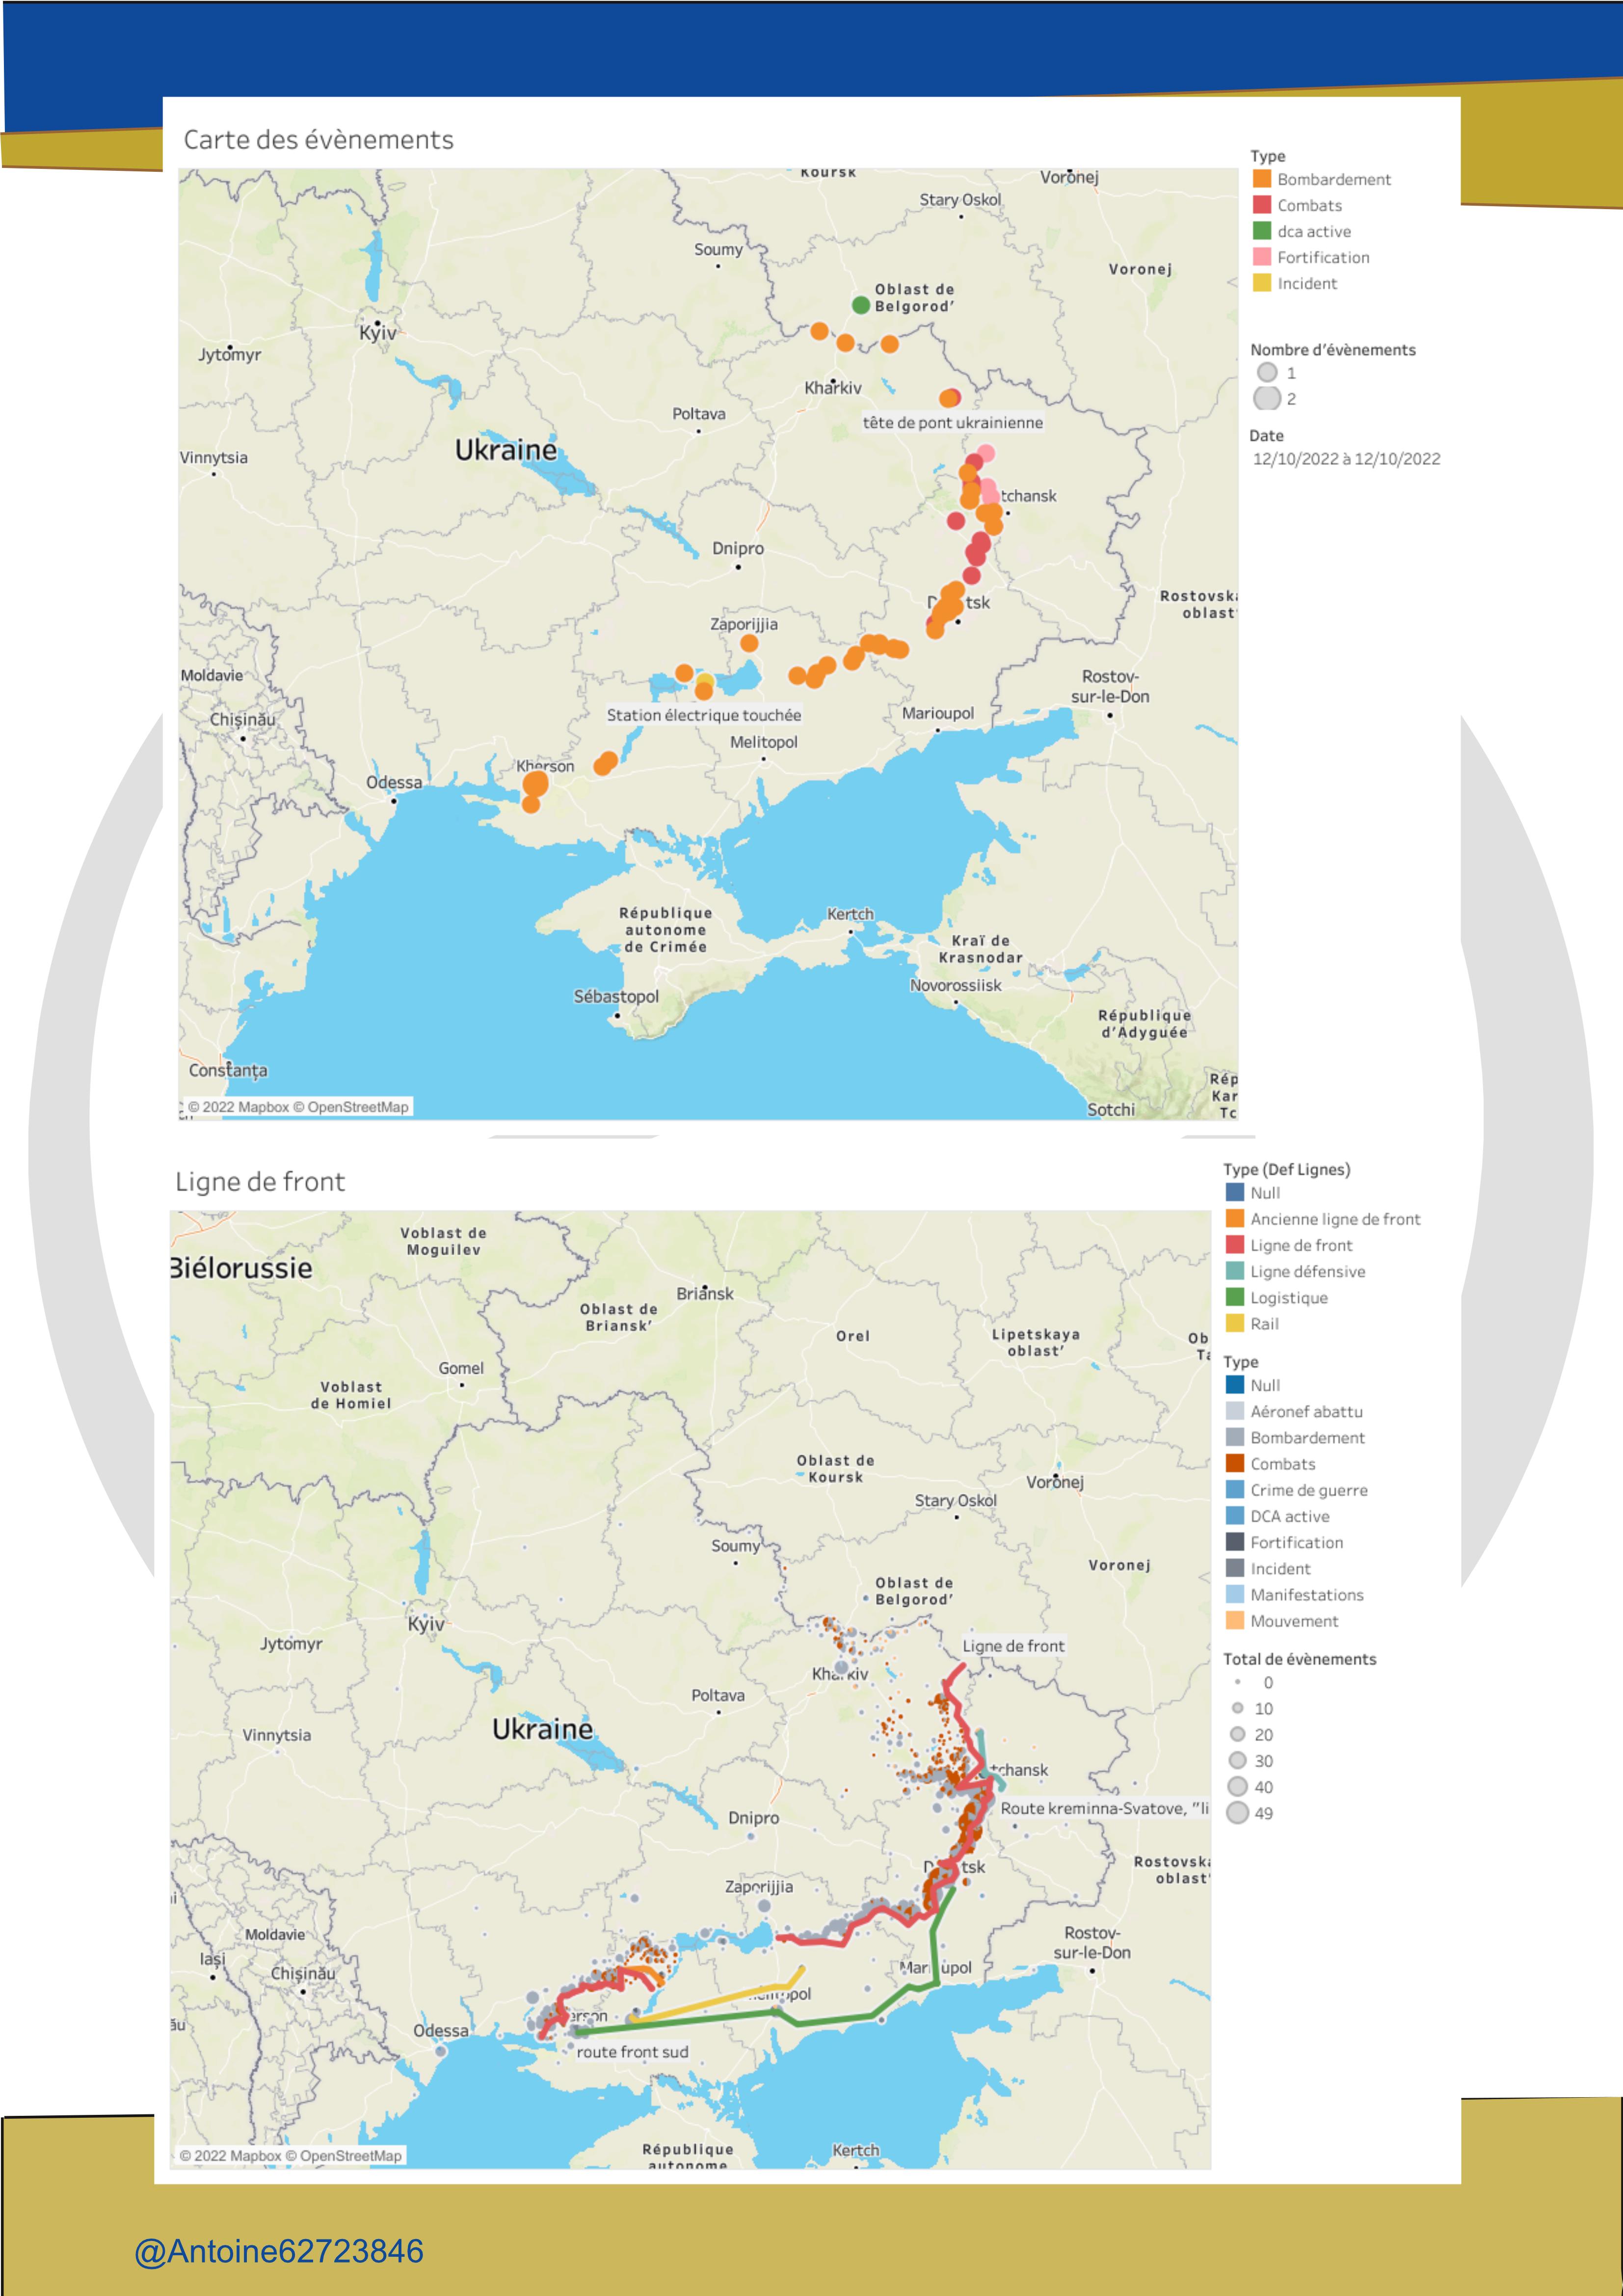 Carte des évènements
Koursk
Voronej
Stary Oskol
Soumy
Voronej
Oblast de
Belgorod'
Kyiv
Jytomyr
Kharkiv
Poltava
tête de pont ukrainienne
Ukraine
Vinnytsia
tchansk
Dnipro
tsk
Rostovska
oblast'
Zaporijjia
Moldavie
Rostov-
sur-le-Don
Chișinău
Station électrique touchée
Marioupol
Melitopol
Kherson
Odessa
République
autonome
de Crimée
Kertch
Kraï de
Krasnodar
Novorossiisk
Sébastopol
République
d'Adyguée
Constanța
Rép
Kar
Tc
Sotchi
© 2022 Mapbox © OpenStreetMap
Type
Bombardement
Combats
dca active
Fortification
Incident
Nombre d'évènements
1
2
Date
12/10/2022 à 12/10/2022
Ligne de front
Voblast de
Moguilev
Biélorussie
Briansk
Oblast de
Briansk'
Orel
Lipetskaya
oblast'
Ob
Ta
Gomel
Voblast
de Homiel
Oblast de
Koursk
Voronej
Stary Oskol
Soumy
Voronej
Oblast de
Belgorod'
Kyiv
Jytomyr
Ligne de front
Kharkiv
Poltava
Ukraine
Vinnytsia
tchansk
Route kreminna-Svatove, "li
Dnipro
tsk
Rostovska
oblast'
Zaporijjia
Moldavie
Rostov-
sur-le-Don
Iași
Chișinău
Mar upol
pol
erson
ău
Odessa
route front sud
République
autonome
Kertch
© 2022 Mapbox © OpenStreetMap
Type (Def Lignes)
Null
Ancienne ligne de front
Ligne de front
Ligne défensive
Logistique
Rail
Type
Null
Aéronef abattu
Bombardement
Combats
Crime de guerre
DCA active
Fortification
Incident
Manifestations
Mouvement
Total de évènements
0
10
20
30
40
49
@Antoine62723846